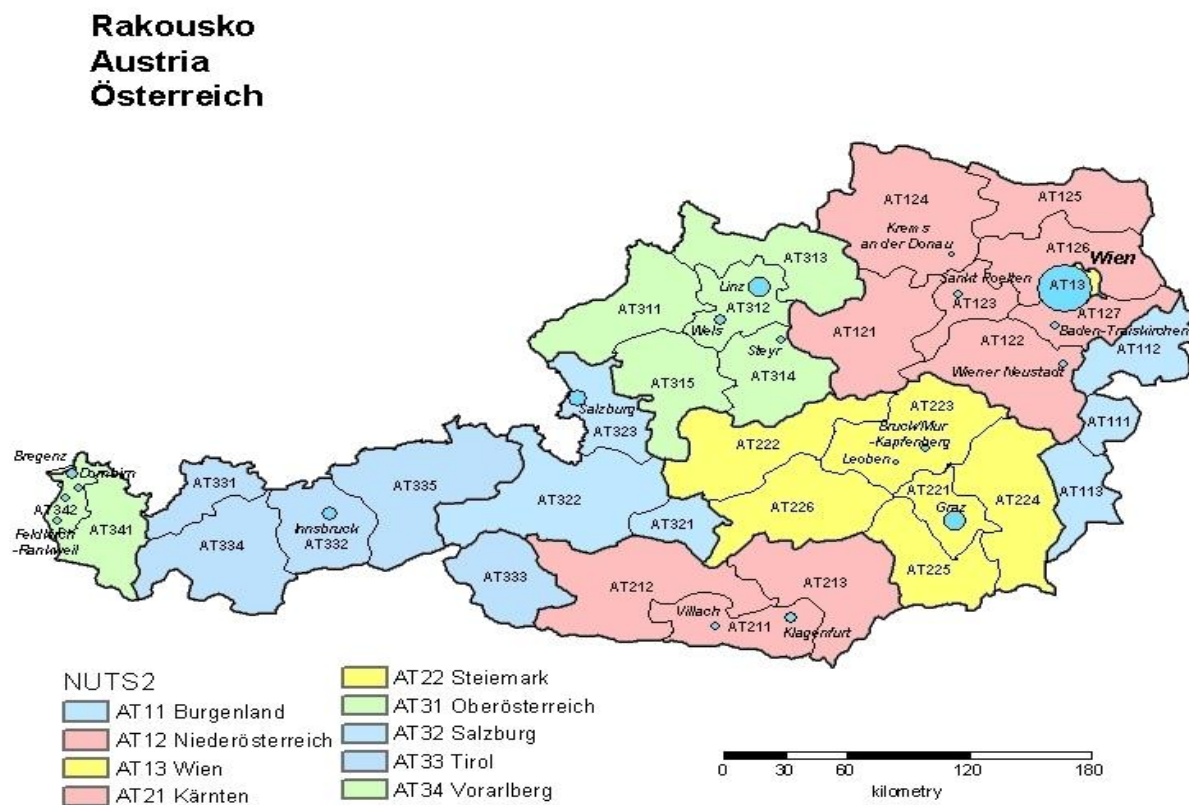 Rakousko
Austria
Österreich
AT124
AT125
Krems
an der Donau
AT126
Wien
AT313
Sankt Poelten
Linz
AT13
AT123
AT311
AT312
AT127
Wels
AT121
Baden-Traiskirchen
Steyr
AT122
AT112
AT315
AT314
Wiener Neustadt
Salzburg
AT223
AT111
Bruck/Mur
-Kapfenberg
AT323
AT222
Bregenz
Leoben
Dornbirn
AT331
AT335
AT221
AT224
AT113
AT322
AT342
AT226
Graz
AT321
AT341
Innsbruck
Feldkirch
-Rankweil
AT334
AT332
AT225
AT333
AT212
AT213
Villach
AT211
Klagenfurt
NUTS2
AT11 Burgenland
AT12 Niederösterreich
AT13 Wien
AT21 Kärnten
AT22 Steiemark
AT31 Oberösterreich
AT32 Salzburg
AT33 Tirol
AT34 Vorarlberg
0 30 60 120 180
kilometry